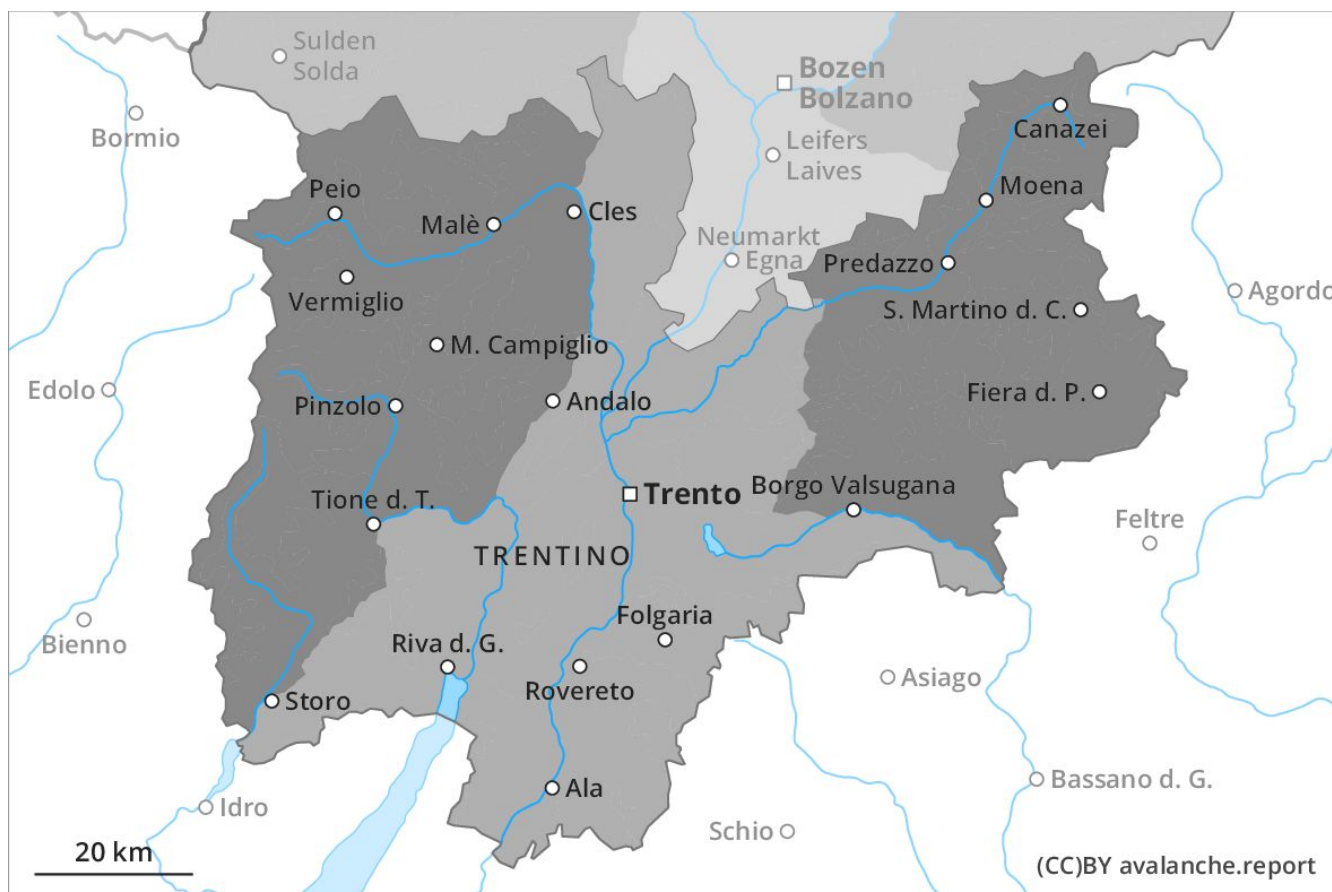 Sulden
Solda
Bozen
Bolzano
Bormio
Canazei
Leifers
Laives
Peio
Moena
Malè
Cles
Neumarkt
Egna
Predazzo
Vermiglio
Agordo
S. Martino d. C.
M. Campiglio
Edolo
Fiera d. P.
Pinzolo
Andalo
Trento
Borgo Valsugana
Tione d. T.
Feltre
TRENTINO
Folgaria
Bienno
Riva d. G.
Asiago
Rovereto
Storo
Bassano d. G.
Ala
Idro
Schio
20 km
(CC)BY avalanche.report